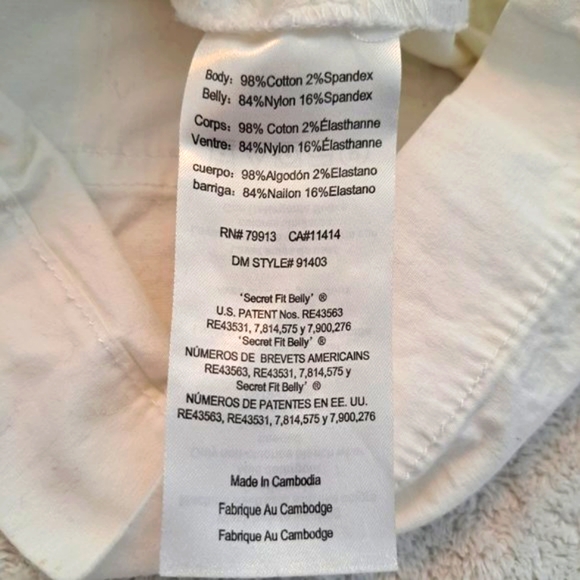 Body: 98%Cotton 2%Spandex
Belly: 84%Nylon 16%Spandex
Corps: 98% Coton 2%Élasthanne
Ventre: 84%Nylon 16%Élasthanne
cuerpo: 98%Algodón 2%Elastano
barriga: 84%Nailon 16%Elastano
RN# 79913 CA#11414
DM STYLE# 91403
'Secret Fit Belly' ®
U.S. PATENT Nos. RE43563
RE43531, 7,814,575 y 7,900,276
'Secret Fit Belly' ®
NÚMEROS DE BREVETS AMERICAINS
RE43563, RE43531, 7,814,575 y
Secret Fit Belly' ®
NÚMEROS DE PATENTES EN EE. UU.
RE43563, RE43531, 7,814,575 y 7,900,276
Made In Cambodia
Fabrique Au Cambodge
Fabrique Au Cambodge